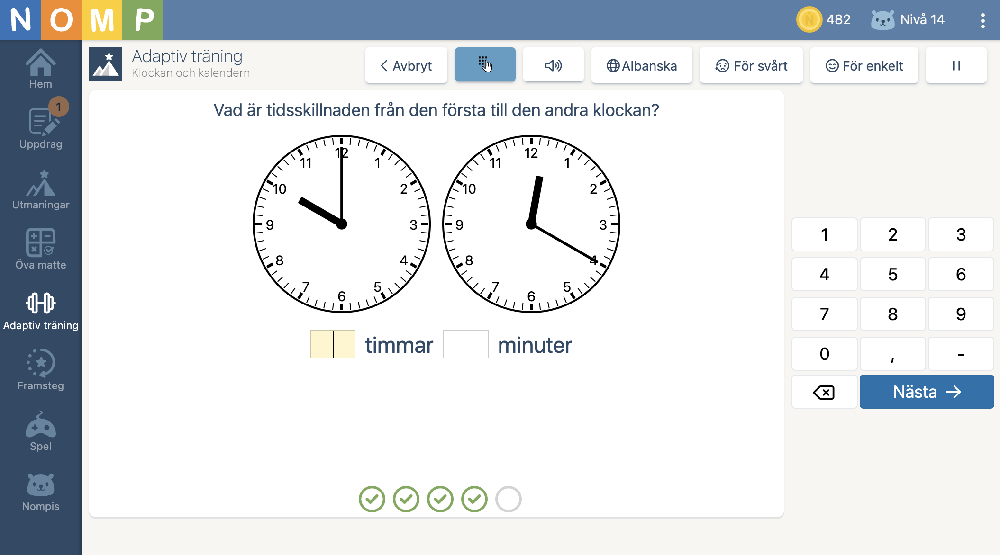 NOMP
482
Nivå 14
Hem
1
Uppdrag
Utmaningar
Öva matte
Adaptiv träning
Framsteg
Spel
Nompis
Adaptiv träning
Klockan och kalendern
Avbryt
Albanska
För svårt
För enkelt
Vad är tidsskillnaden från den första till den andra klockan?
12
1
2
3
4
5
6
7
8
9
10
11
12
1
2
3
4
5
6
7
8
9
10
11
timmar minuter
1 2 3
4 5 6
7 8 9
0 , -
Nästa